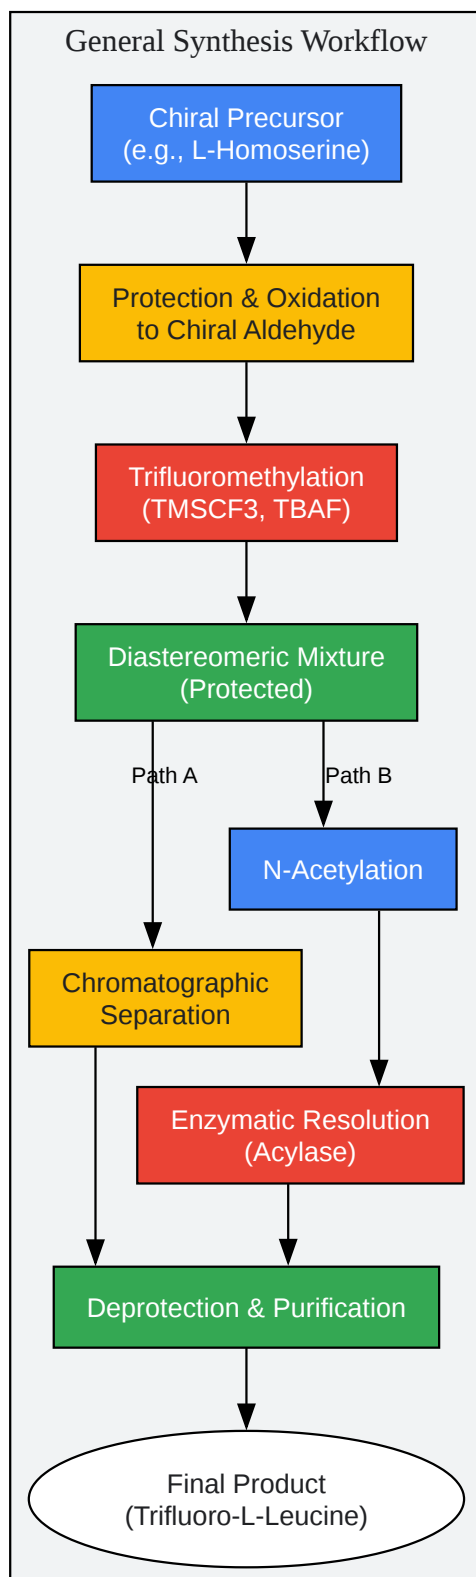 General Synthesis Workflow
Chiral Precursor
(e.g., L-Homoserine)
Protection & Oxidation
to Chiral Aldehyde
Trifluoromethylation
(TMSCF3, TBAF)
Diastereomeric Mixture
(Protected)
Path A
Path B
N-Acetylation
Chromatographic
Separation
Enzymatic Resolution
(Acylase)
Deprotection & Purification
Final Product
(Trifluoro-L-Leucine)